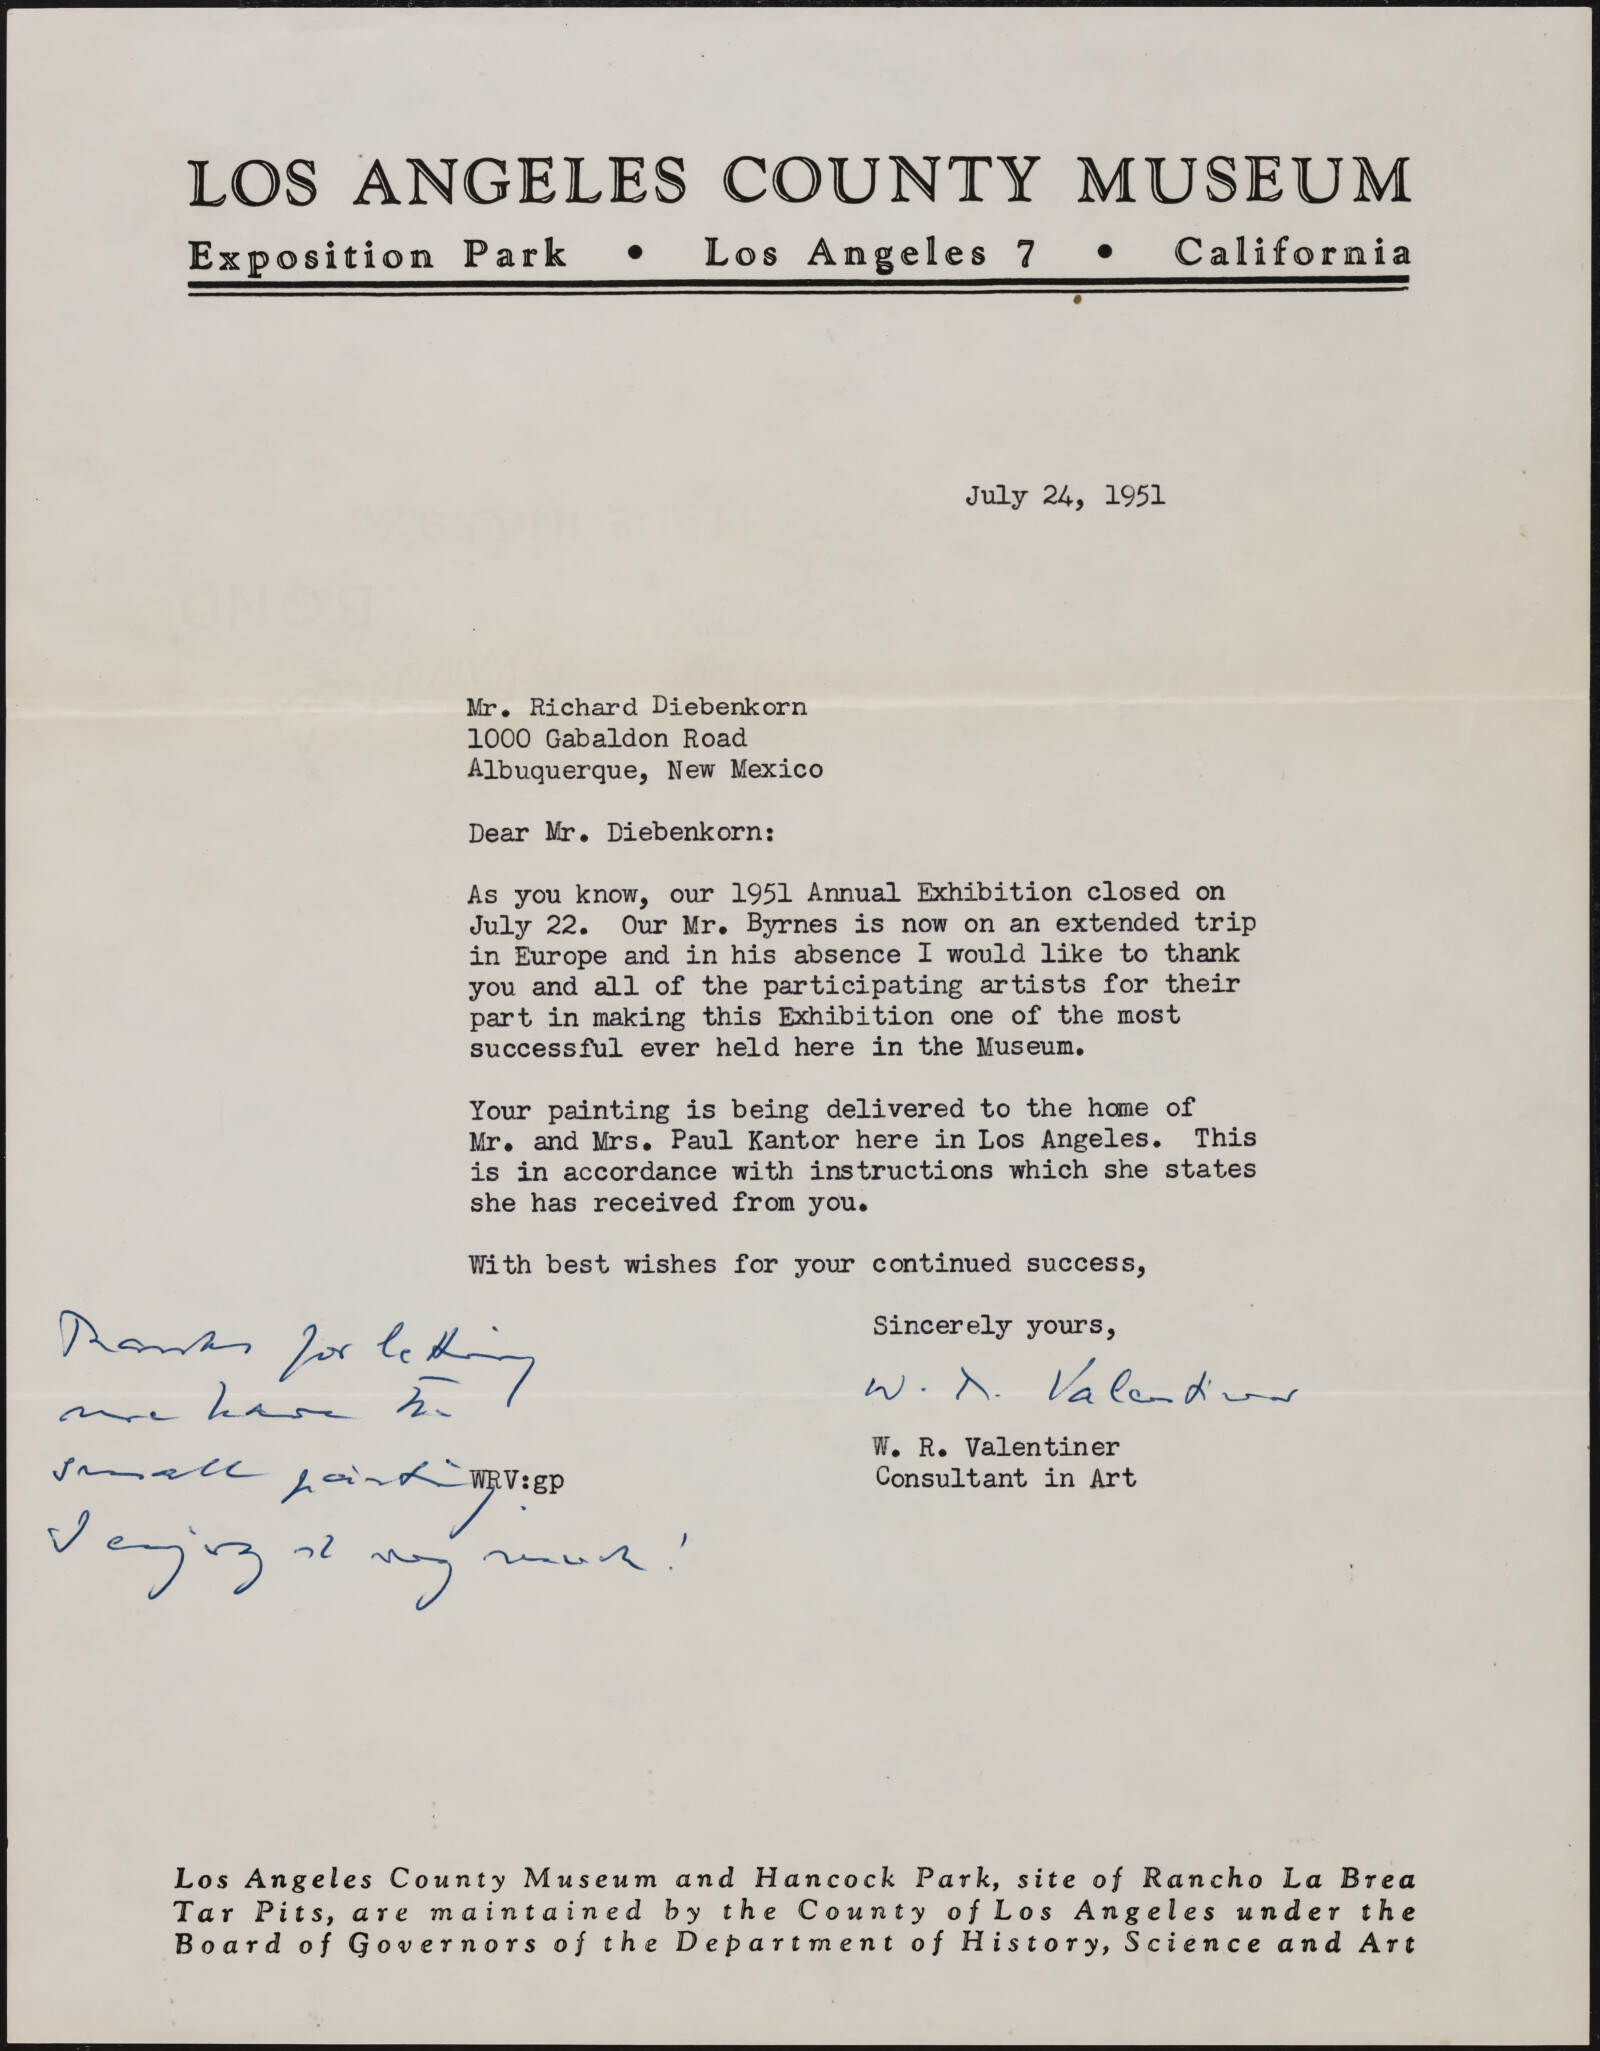 LOS ANGELES COUNTY MUSEUM
Exposition Park • Los Angeles 7 • California
July 24, 1951
Mr. Richard Diebenkorn
1000 Gabaldon Road
Albuquerque, New Mexico
Dear Mr. Diebenkorn:
As you know, our 1951 Annual Exhibition closed on
July 22. Our Mr. Byrnes is now on an extended trip
in Europe and in his absence I would like to thank
you and all of the participating artists for their
part in making this Exhibition one of the most
successful ever held here in the Museum.
Your painting is being delivered to the home of
Mr. and Mrs. Paul Kantor here in Los Angeles. This
is in accordance with instructions which she states
she has received from you.
With best wishes for your continued success,
Sincerely yours,
W. R. Valentiner
W. R. Valentiner
Consultant in Art
WRV:gp
Thanks for letting
me have the
small painting.
I enjoy it very much!
Los Angeles County Museum and Hancock Park, site of Rancho La Brea
Tar Pits, are maintained by the County of Los Angeles under the
Board of Governors of the Department of History, Science and Art